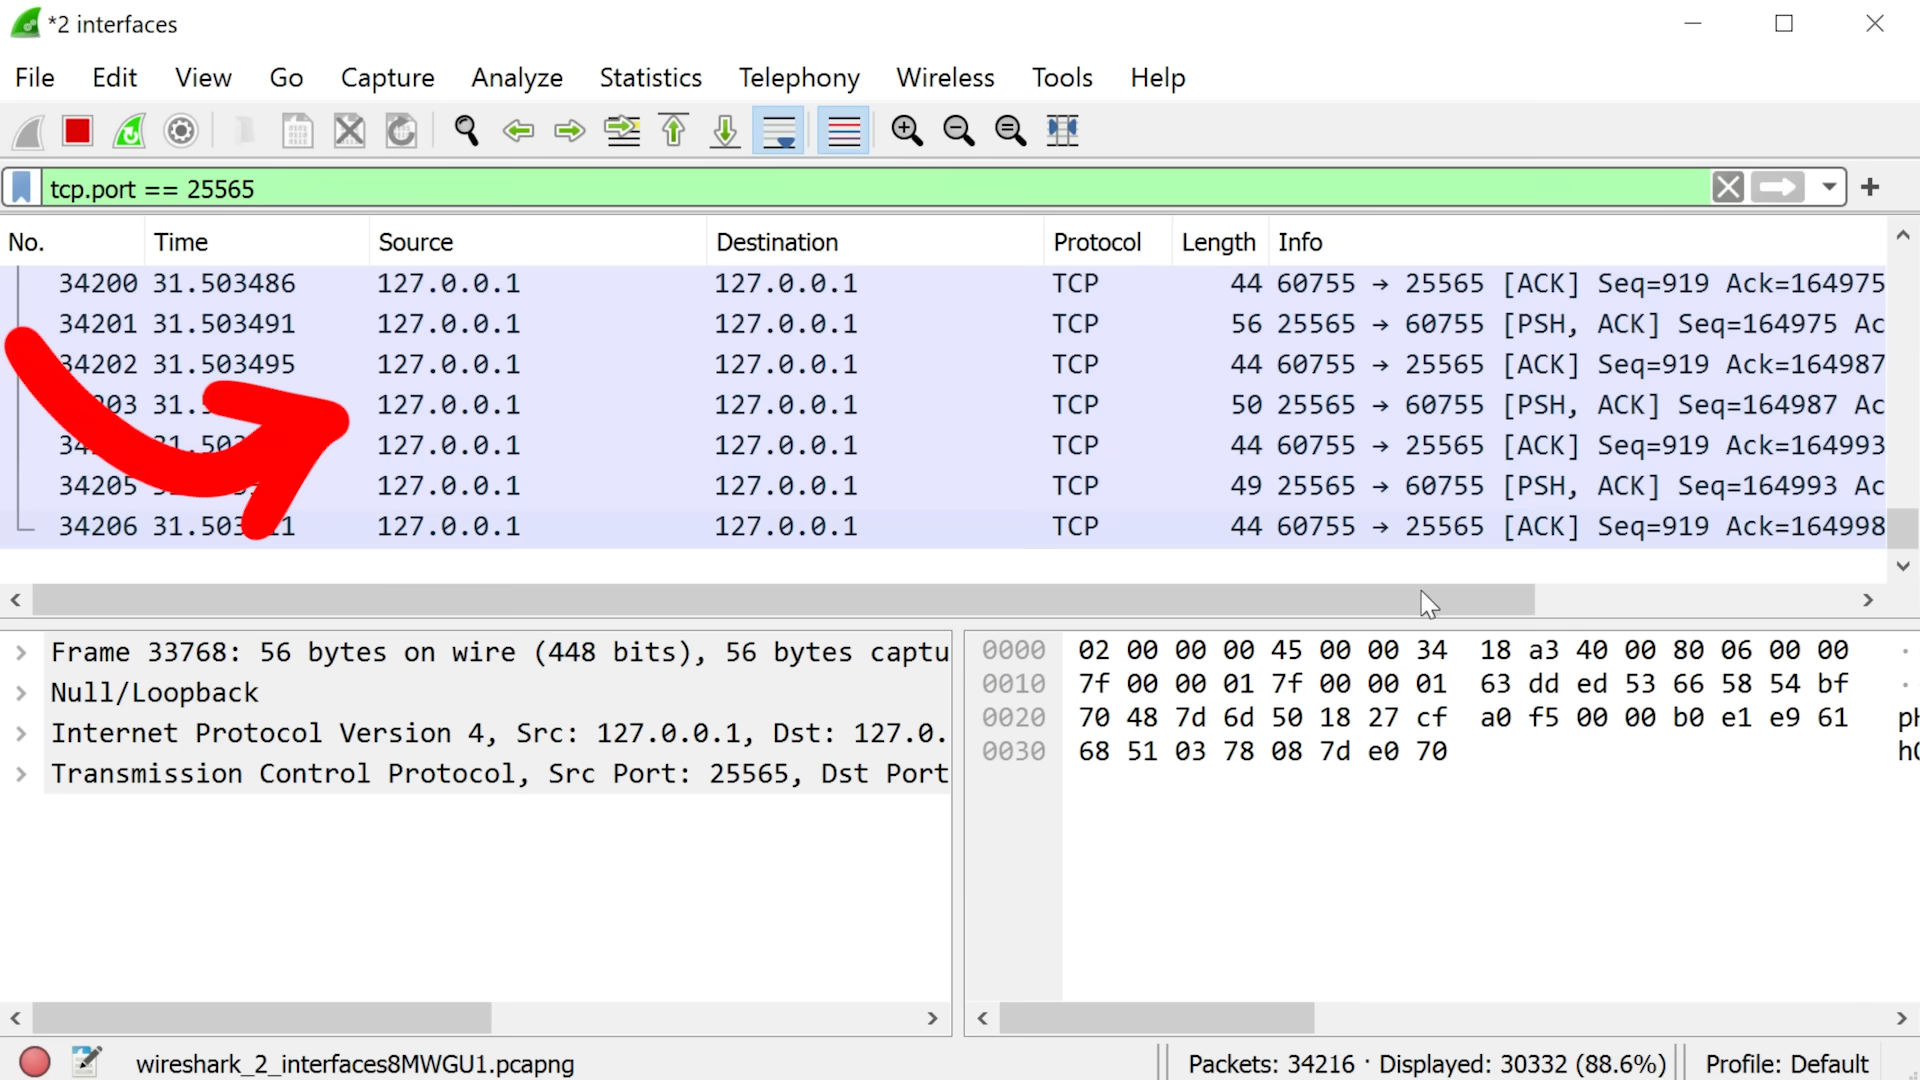 *2 interfaces
File Edit View Go Capture Analyze Statistics Telephony Wireless Tools Help
tcp.port == 25565
No. Time Source Destination Protocol Length Info
34200 31.503486 127.0.0.1 127.0.0.1 TCP 44 60755 → 25565 [ACK] Seq=919 Ack=164975
34201 31.503491 127.0.0.1 127.0.0.1 TCP 56 25565 → 60755 [PSH, ACK] Seq=164975 Ac
34202 31.503495 127.0.0.1 127.0.0.1 TCP 44 60755 → 25565 [ACK] Seq=919 Ack=164987
127.0.0.1 127.0.0.1 TCP 50 25565 → 60755 [PSH, ACK] Seq=164987 Ac
127.0.0.1 127.0.0.1 TCP 44 60755 → 25565 [ACK] Seq=919 Ack=164993
34205 127.0.0.1 127.0.0.1 TCP 49 25565 → 60755 [PSH, ACK] Seq=164993 Ac
34206 127.0.0.1 127.0.0.1 TCP 44 60755 → 25565 [ACK] Seq=919 Ack=164998
Frame 33768: 56 bytes on wire (448 bits), 56 bytes captu
Null/Loopback
Internet Protocol Version 4, Src: 127.0.0.1, Dst: 127.0.
Transmission Control Protocol, Src Port: 25565, Dst Port
0000 02 00 00 00 45 00 00 34 18 a3 40 00 80 06 00 00 ·
0010 7f 00 00 01 7f 00 00 01 63 dd ed 53 66 58 54 bf ·
0020 70 48 7d 6d 50 18 27 cf a0 f5 00 00 b0 e1 e9 61
0030 68 51 03 78 08 7d e0 70
wireshark_2_interfaces8MWGU1.pcapng Packets: 34216 · Displayed: 30332 (88.6%) Profile: Default